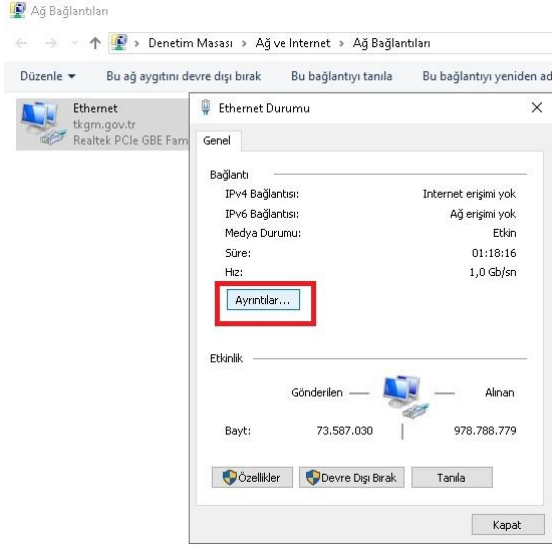 Ağ Bağlantıları
Denetim Masası > Ağ ve Internet > Ağ Bağlantıları
Düzenle Bu ağ aygıtını devre dışı bırak Bu bağlantıyı tanıla Bu bağlantıyı yeniden ad
Ethernet
tkgm.gov.tr
Realtek PCIe GBE Fam
Ethernet Durumu
Genel
Bağlantı
IPv4 Bağlantısı: Internet erişimi yok
IPv6 Bağlantısı: Ağ erişimi yok
Medya Durumu: Etkin
Süre: 01:18:16
Hız: 1,0 Gb/sn
Ayrıntılar...
Etkinlik
Gönderilen Alınan
Bayt: 73.587.030 978.788.779
Özellikler Devre Dışı Bırak Tanıla
Kapat